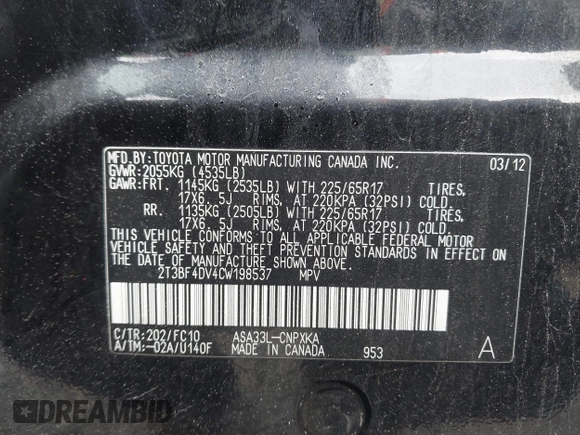 MFD.BY:TOYOTA MOTOR MANUFACTURING CANADA INC. 03/12
GVWR:2055KG (4535LB)
GAWR:FRT. 1145KG (2535LB) WITH 225/65R17 TIRES,
17X6. 5J RIMS, AT 220KPA (32PSI) COLD.
RR. 1135KG (2505LB) WITH 225/65R17 TIRES,
17X6. 5J RIMS, AT 220KPA (32PSI) COLD.
THIS VEHICLE CONFORMS TO ALL APPLICABLE FEDERAL MOTOR
VEHICLE SAFETY AND THEFT PREVENTION STANDARDS IN EFFECT ON
THE DATE OF MANUFACTURE SHOWN ABOVE.
2T3BF4DV4CW198537 MPV
C/TR:202/FC10 ASA33L-CNPXKA
A/TM:-02A/U140F MADE IN CANADA 953 A
DREAMBID